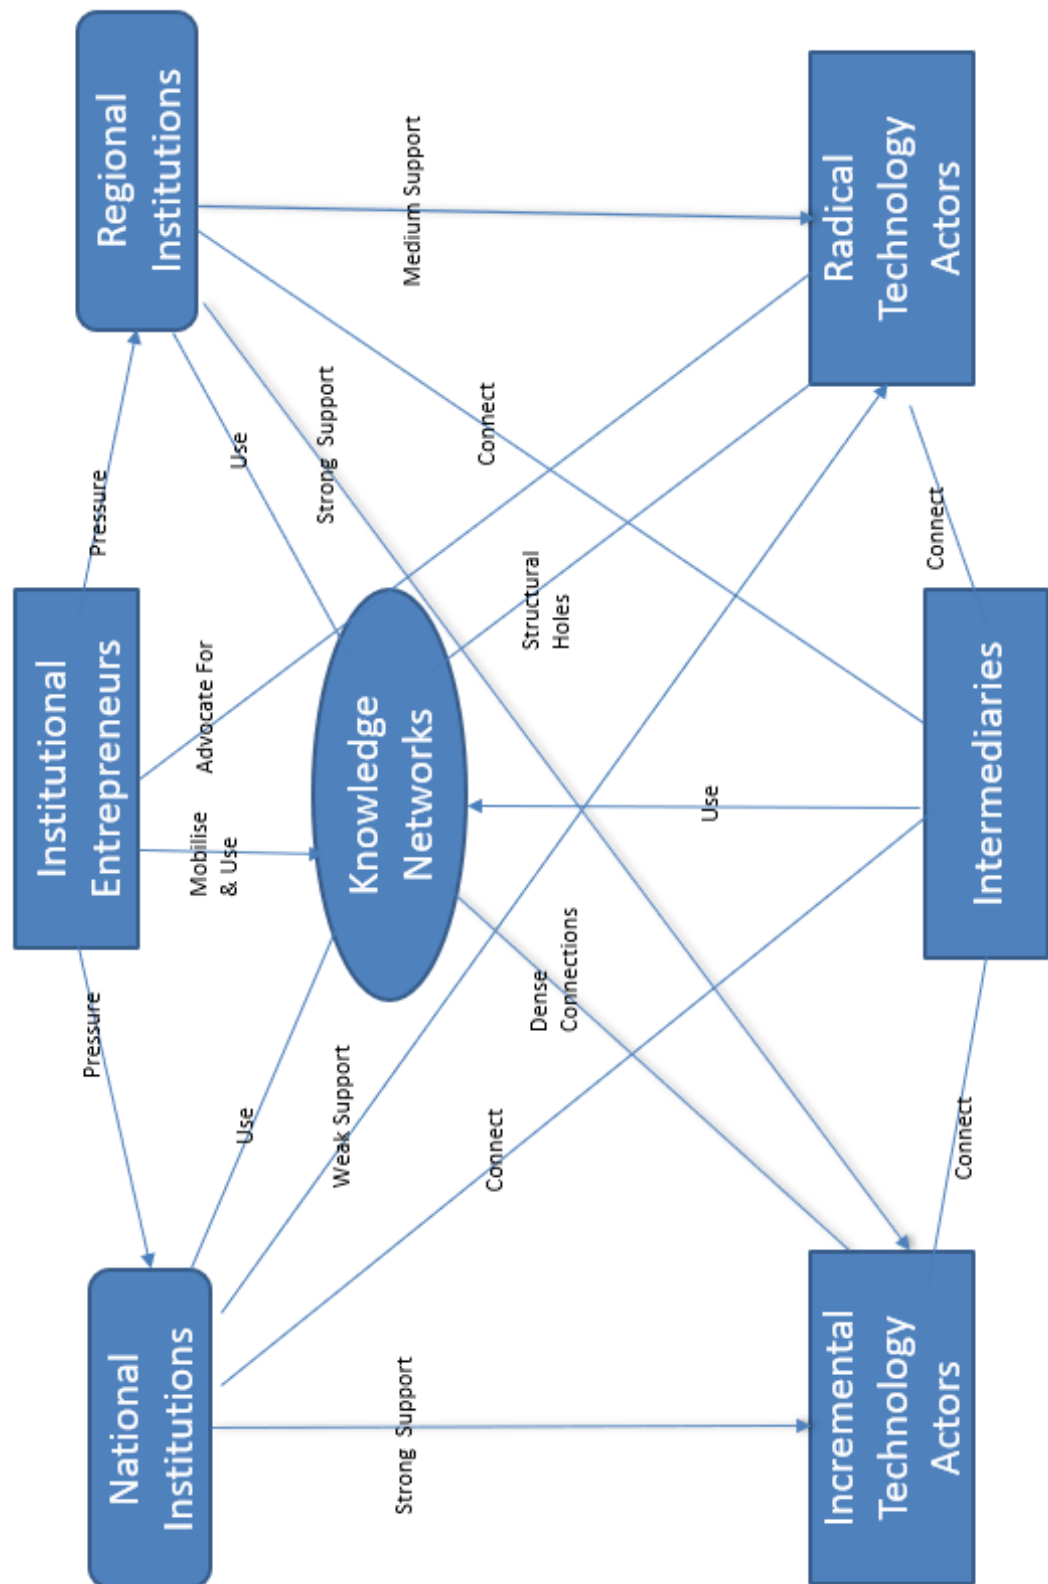 National
Institutions
Institutional
Entrepreneurs
Regional
Institutions
Pressure
Pressure
Mobilise
& Use
Advocate For
Use
Use
Weak Support
Strong Support
Knowledge
Networks
Strong Support
Medium Support
Connect
Connect
Dense
Connections
Structural
Holes
Use
Incremental
Technology
Actors
Radical
Technology
Actors
Connect
Connect
Intermediaries